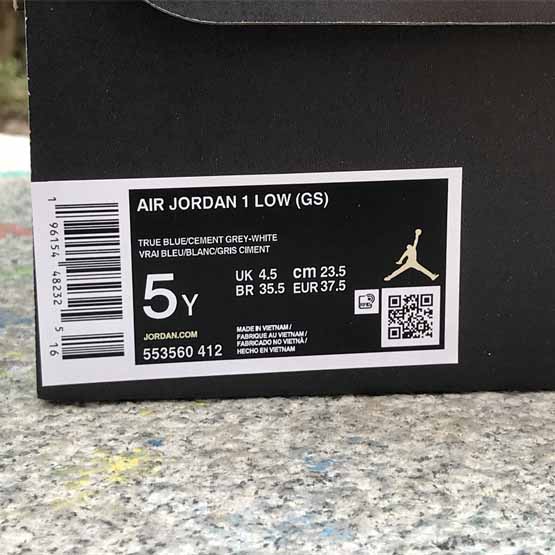 AIR JORDAN 1 LOW (GS)
TRUE BLUE/CEMENT GREY-WHITE
VRAI BLEU/BLANC/GRIS CIMENT
5 Y
UK 4.5 cm 23.5
BR 35.5 EUR 37.5
JORDAN.COM
553560 412
MADE IN VIETNAM /
FABRIQUE AU VIETNAM /
FABRICADO NO VIETNÃ /
HECHO EN VIETNAM
1 96154 48232 5 16